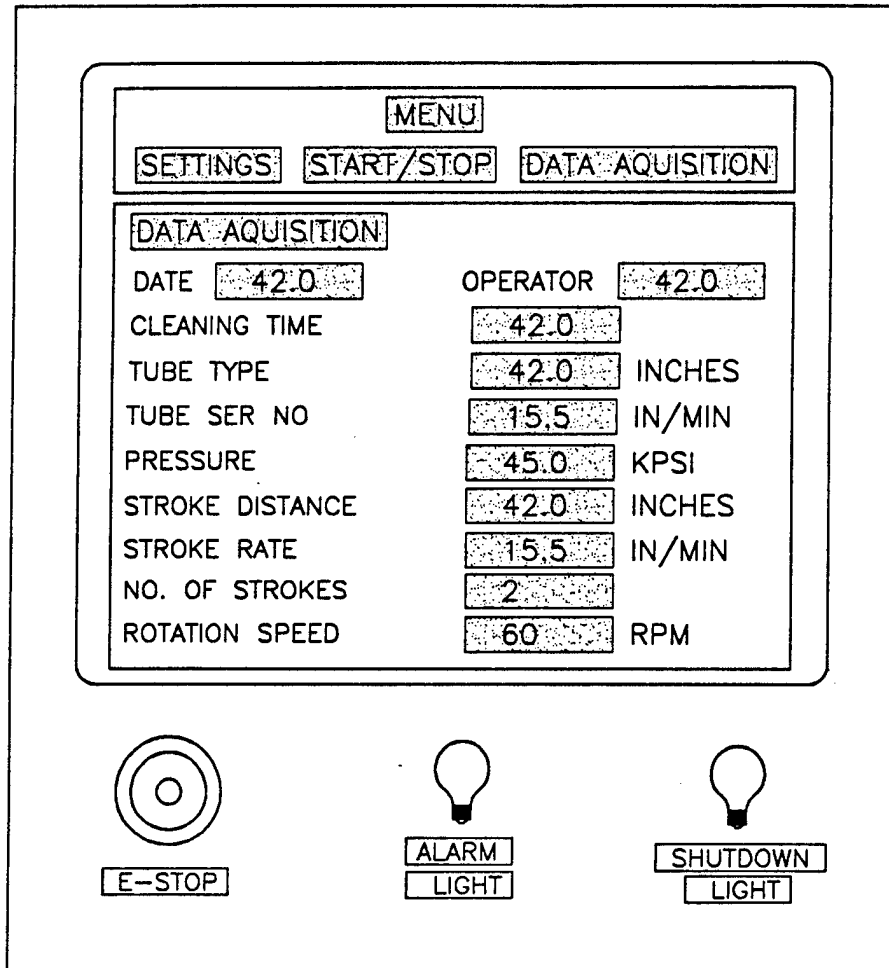 MENU
SETTINGS START/STOP DATA AQUISITION
DATA AQUISITION
DATE 42.0 OPERATOR 42.0
CLEANING TIME 42.0
TUBE TYPE 42.0 INCHES
TUBE SER NO 15.5 IN/MIN
PRESSURE 45.0 KPSI
STROKE DISTANCE 42.0 INCHES
STROKE RATE 15.5 IN/MIN
NO. OF STROKES 2
ROTATION SPEED 60 RPM
E-STOP
ALARM
LIGHT
SHUTDOWN
LIGHT